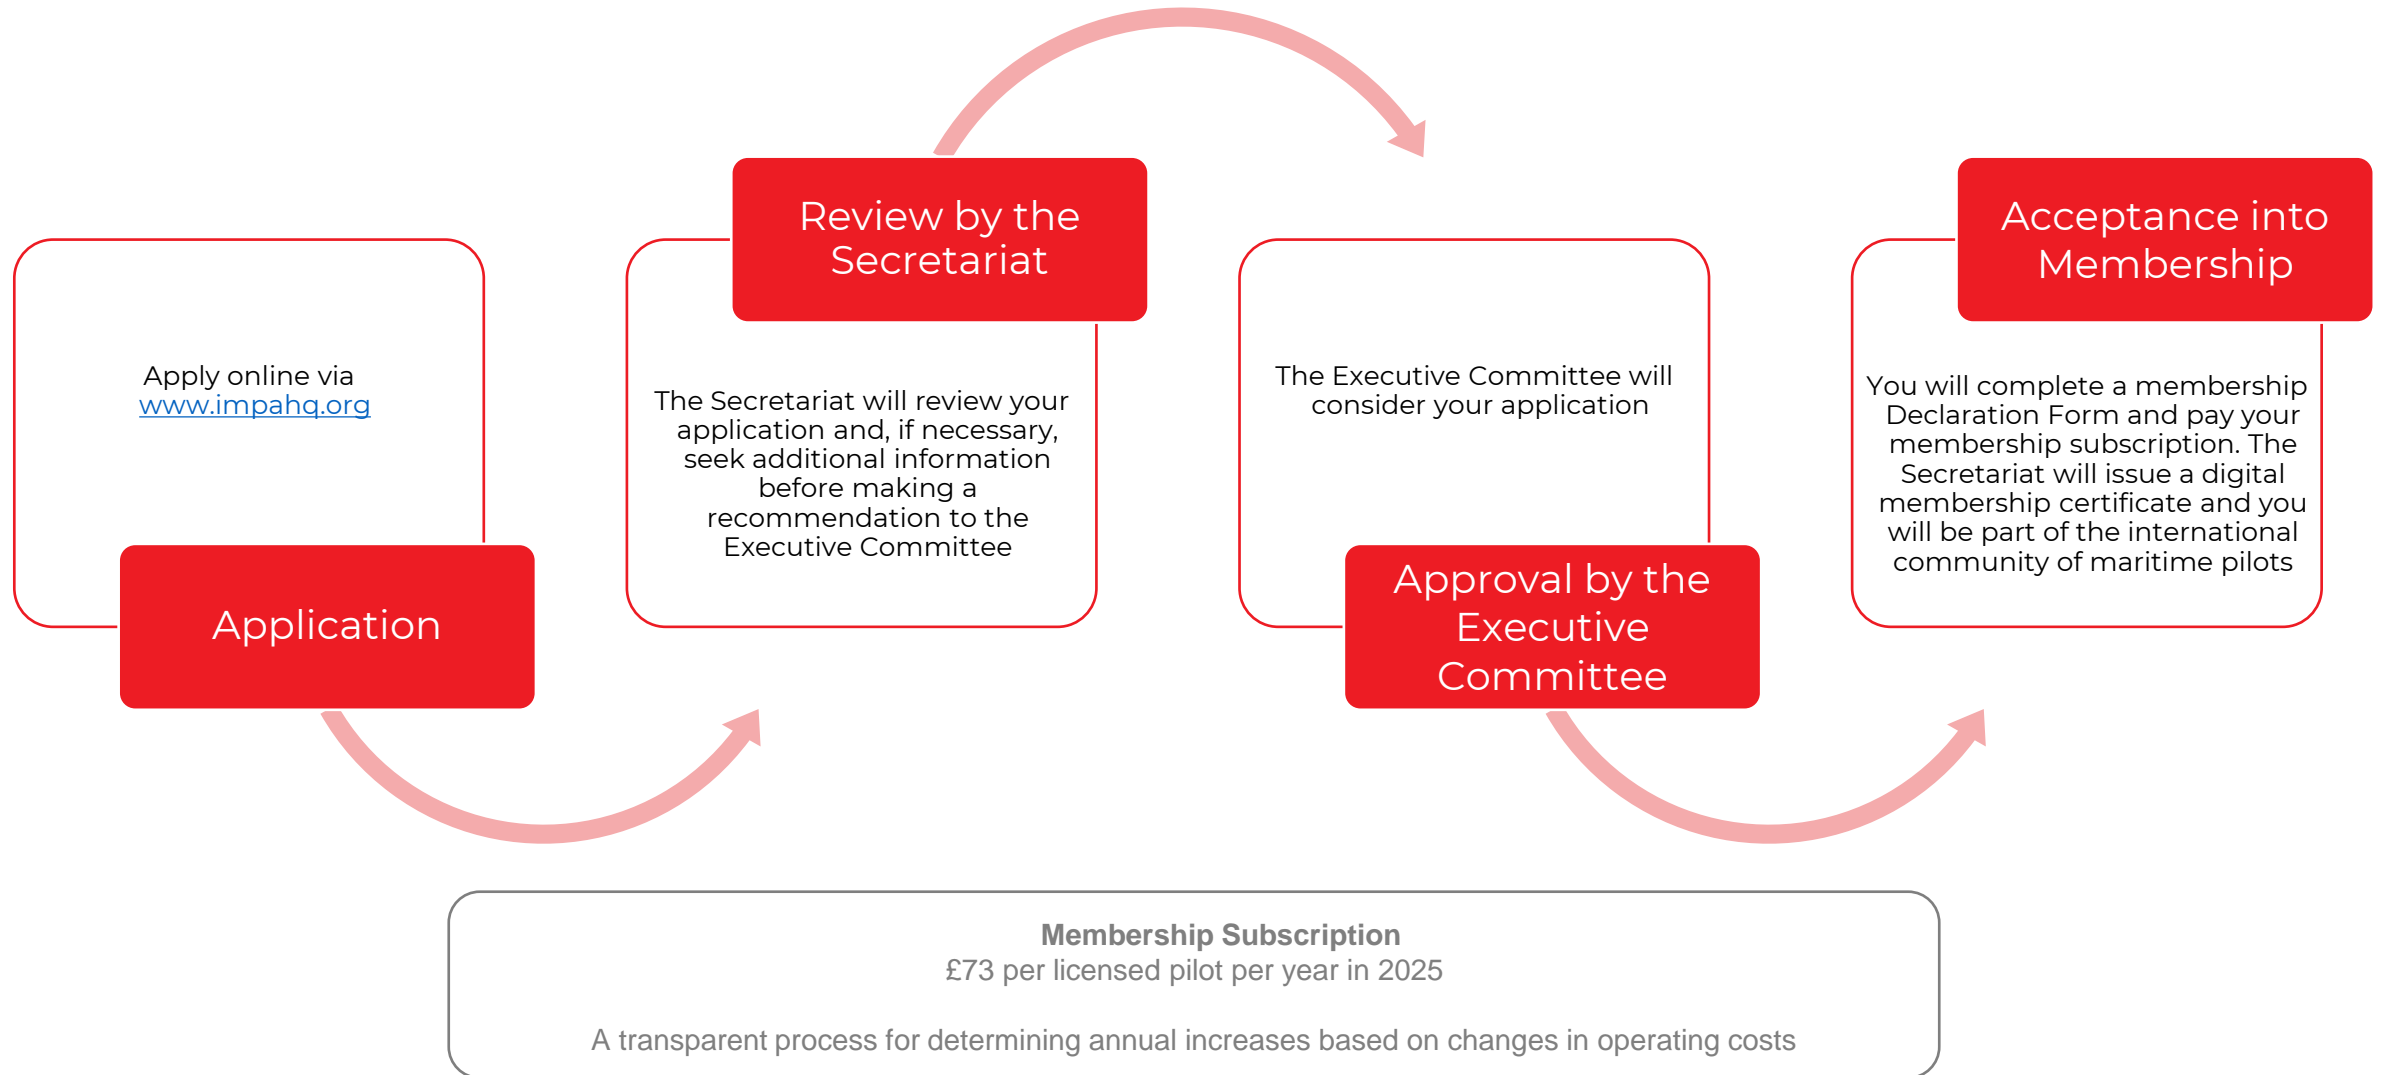 Apply online via
www.impahq.org
Application
Review by the
Secretariat
The Secretariat will review your
application and, if necessary,
seek additional information
before making a
recommendation to the
Executive Committee
The Executive Committee will
consider your application
Approval by the
Executive
Committee
Acceptance into
Membership
You will complete a membership
Declaration Form and pay your
membership subscription. The
Secretariat will issue a digital
membership certificate and you
will be part of the international
community of maritime pilots
Membership Subscription
£73 per licensed pilot per year in 2025
A transparent process for determining annual increases based on changes in operating costs